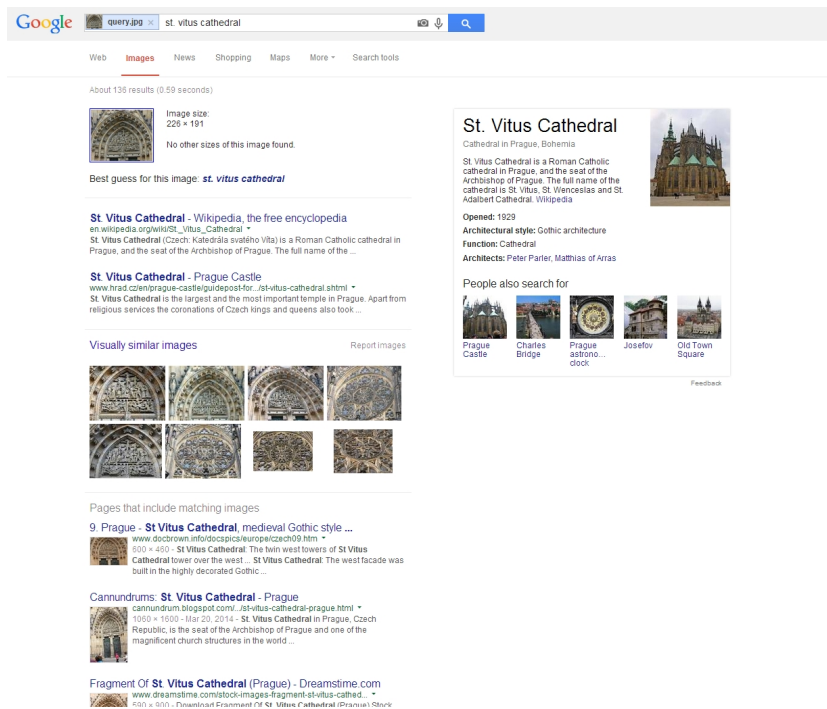 Google query.jpg × st. vitus cathedral
Web Images News Shopping Maps More Search tools
About 136 results (0.59 seconds)
Image size:
226 × 191
No other sizes of this image found.
Best guess for this image: st. vitus cathedral
St. Vitus Cathedral - Wikipedia, the free encyclopedia
en.wikipedia.org/wiki/St._Vitus_Cathedral
St. Vitus Cathedral (Czech: Katedrála svatého Víta) is a Roman Catholic cathedral in
Prague, and the seat of the Archbishop of Prague. The full name of the ...
St. Vitus Cathedral - Prague Castle
www.hrad.cz/en/prague-castle/guidepost-for.../st-vitus-cathedral.shtml
St. Vitus Cathedral is the largest and the most important temple in Prague. Apart from
religious services the coronations of Czech kings and queens also took ...
Visually similar images Report images
Pages that include matching images
9. Prague - St Vitus Cathedral, medieval Gothic style ...
www.docbrown.info/docspics/europe/czech09.htm
600 × 460 - St Vitus Cathedral: The twin west towers of St Vitus
Cathedral tower over the west ... St Vitus Cathedral: The west facade was
built in the highly decorated Gothic ...
Cannundrums: St. Vitus Cathedral - Prague
cannundrum.blogspot.com/.../st-vitus-cathedral-prague.html
1060 × 1600 - Mar 20, 2014 - St. Vitus Cathedral in Prague, Czech
Republic, is the seat of the Archbishop of Prague and one of the
magnificent church structures in the world ...
Fragment Of St. Vitus Cathedral (Prague) - Dreamstime.com
www.dreamstime.com/stock-images-fragment-st-vitus-cathed...
590 × 900 - Download Fragment Of St. Vitus Cathedral (Prague) Stock
St. Vitus Cathedral
Cathedral in Prague, Bohemia
St. Vitus Cathedral is a Roman Catholic
cathedral in Prague, and the seat of the
Archbishop of Prague. The full name of the
cathedral is St. Vitus, St. Wenceslas and St.
Adalbert Cathedral. Wikipedia
Opened: 1929
Architectural style: Gothic architecture
Function: Cathedral
Architects: Peter Parler, Matthias of Arras
People also search for
Prague Castle
Charles Bridge
Prague astrono... clock
Josefov
Old Town Square
Feedback